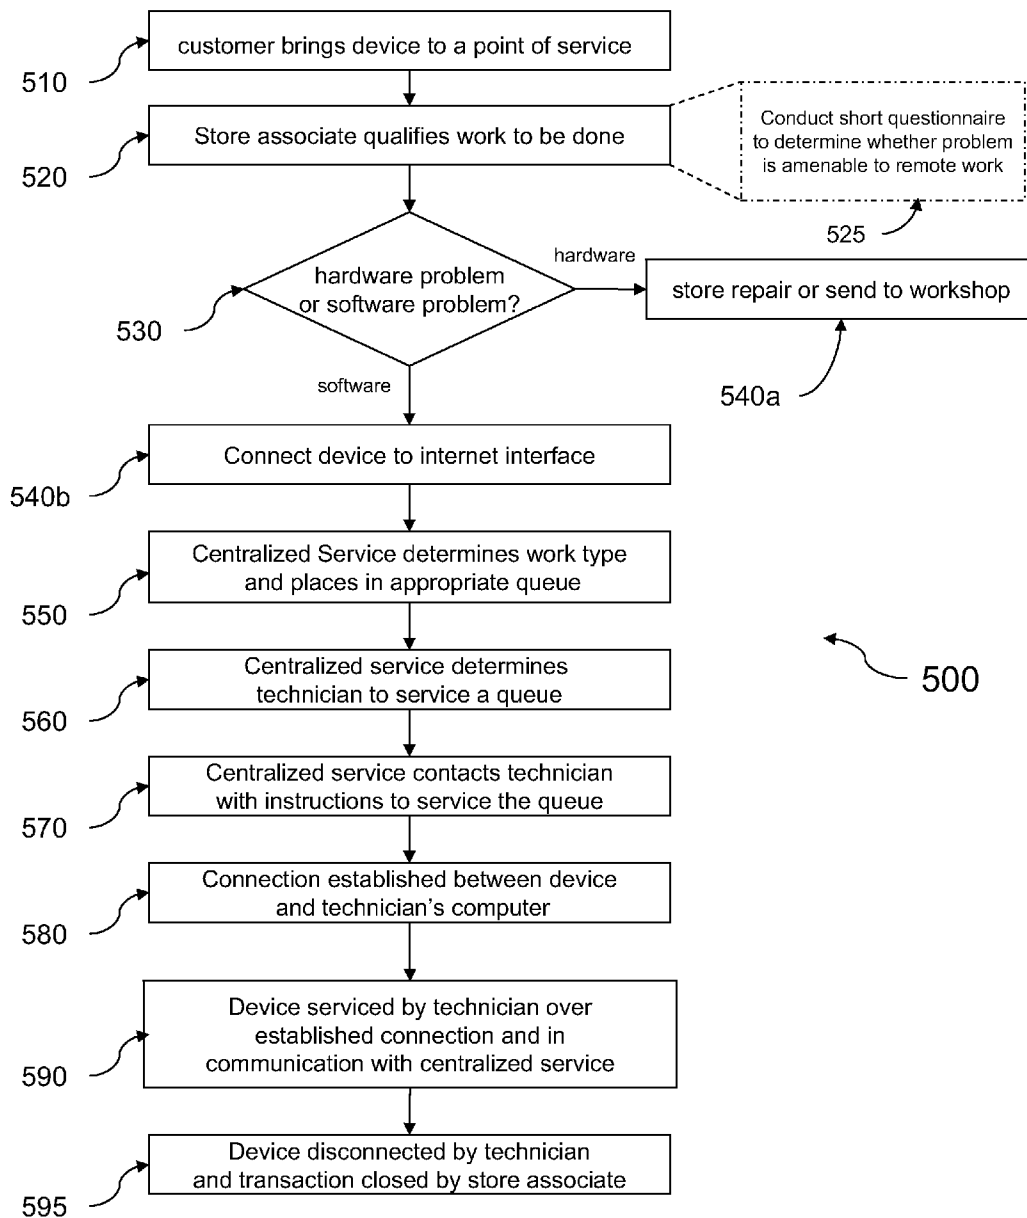 customer brings device to a point of service
510
Store associate qualifies work to be done
520
Conduct short questionnaire
to determine whether problem
is amenable to remote work
525
hardware problem
or software problem?
530
hardware
store repair or send to workshop
540a
software
Connect device to internet interface
540b
Centralized Service determines work type
and places in appropriate queue
550
Centralized service determines
technician to service a queue
560
500
Centralized service contacts technician
with instructions to service the queue
570
Connection established between device
and technician's computer
580
Device serviced by technician over
established connection and in
communication with centralized service
590
Device disconnected by technician
and transaction closed by store associate
595